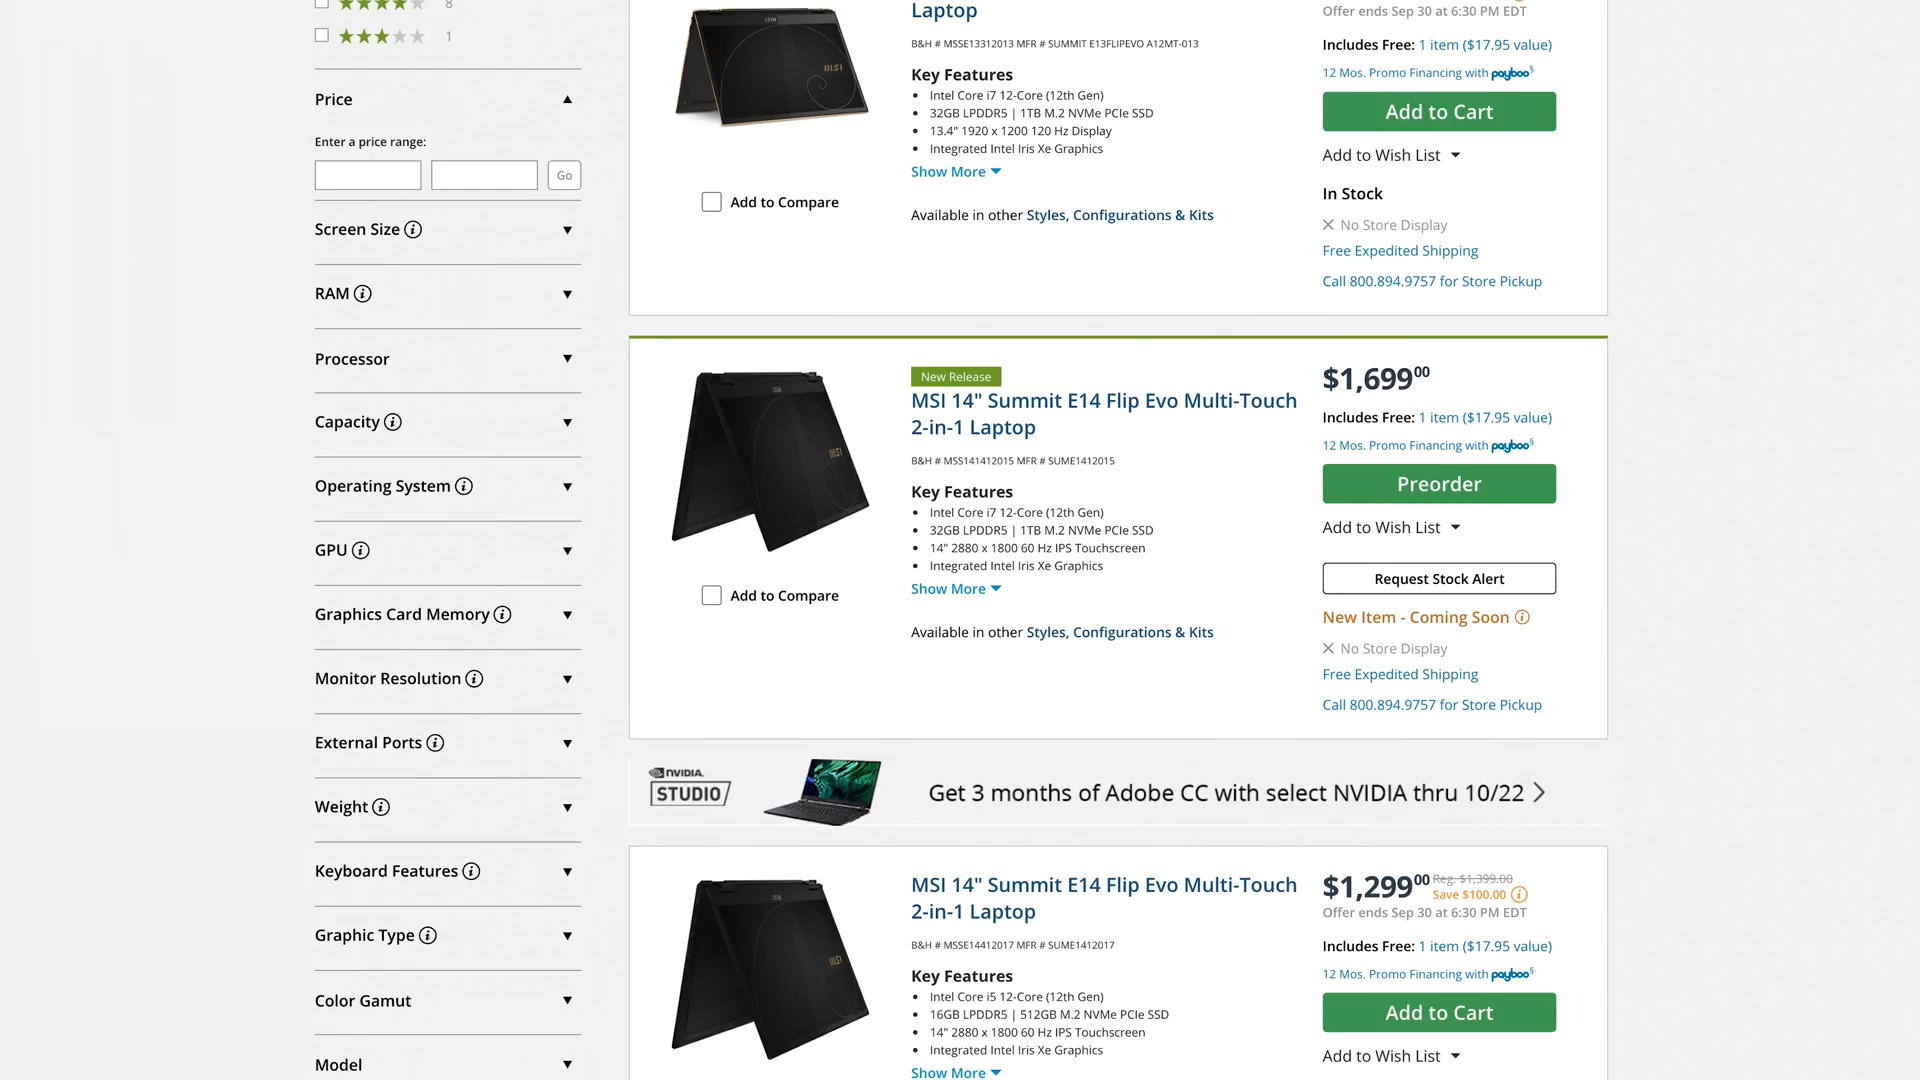 8
1
Price
Enter a price range:
Go
Screen Size
RAM
Processor
Capacity
Operating System
GPU
Graphics Card Memory
Monitor Resolution
External Ports
Weight
Keyboard Features
Graphic Type
Color Gamut
Model
Laptop
B&H # MSSE13312013 MFR # SUMMIT E13FLIPEVO A12MT-013
Key Features
Intel Core i7 12-Core (12th Gen)
32GB LPDDR5 | 1TB M.2 NVMe PCIe SSD
13.4" 1920 x 1200 120 Hz Display
Integrated Intel Iris Xe Graphics
Show More
Available in other Styles, Configurations & Kits
msi
Add to Compare
Offer ends Sep 30 at 6:30 PM EDT
Includes Free: 1 item ($17.95 value)
12 Mos. Promo Financing with payboo§
Add to Cart
Add to Wish List
In Stock
No Store Display
Free Expedited Shipping
Call 800.894.9757 for Store Pickup
New Release
MSI 14" Summit E14 Flip Evo Multi-Touch
2-in-1 Laptop
B&H # MSS141412015 MFR # SUME1412015
Key Features
Intel Core i7 12-Core (12th Gen)
32GB LPDDR5 | 1TB M.2 NVMe PCIe SSD
14" 2880 x 1800 60 Hz IPS Touchscreen
Integrated Intel Iris Xe Graphics
Show More
Available in other Styles, Configurations & Kits
msi
Add to Compare
$1,699 00
Includes Free: 1 item ($17.95 value)
12 Mos. Promo Financing with payboo§
Preorder
Add to Wish List
Request Stock Alert
New Item - Coming Soon
No Store Display
Free Expedited Shipping
Call 800.894.9757 for Store Pickup
NVIDIA.
STUDIO
Get 3 months of Adobe CC with select NVIDIA thru 10/22
MSI 14" Summit E14 Flip Evo Multi-Touch
2-in-1 Laptop
B&H # MSSE14412017 MFR # SUME1412017
Key Features
Intel Core i5 12-Core (12th Gen)
16GB LPDDR5 | 512GB M.2 NVMe PCIe SSD
14" 2880 x 1800 60 Hz IPS Touchscreen
Integrated Intel Iris Xe Graphics
Show More
msi
$1,299 00 Reg. $1,399.00
Save $100.00
Offer ends Sep 30 at 6:30 PM EDT
Includes Free: 1 item ($17.95 value)
12 Mos. Promo Financing with payboo§
Add to Cart
Add to Wish List